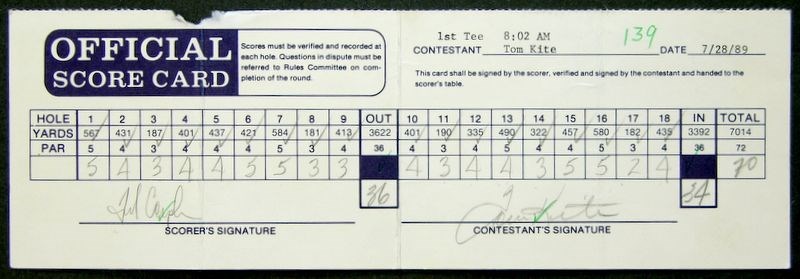 OFFICIAL
SCORE CARD
Scores must be verified and recorded at
each hole. Questions in dispute must be
referred to Rules Committee on com-
pletion of the round.
1st Tee 8:02 AM 139
CONTESTANT Tom Kite DATE 7/28/89
This card shall be signed by the scorer, verified and signed by the contestant and handed to the
scorer's table.
HOLE 1 2 3 4 5 6 7 8 9 OUT 10 11 12 13 14 15 16 17 18 IN TOTAL
YARDS 567 431 187 401 437 421 584 181 413 3622 401 190 335 490 322 457 580 182 435 3392 7014
PAR 5 4 3 4 4 4 5 3 4 36 4 3 4 5 4 4 5 3 4 36 72
5 4 3 4 4 5 5 3 3 4 3 4 4 3 5 5 2 4 70
36 34
Tom Kite
SCORER'S SIGNATURE CONTESTANT'S SIGNATURE